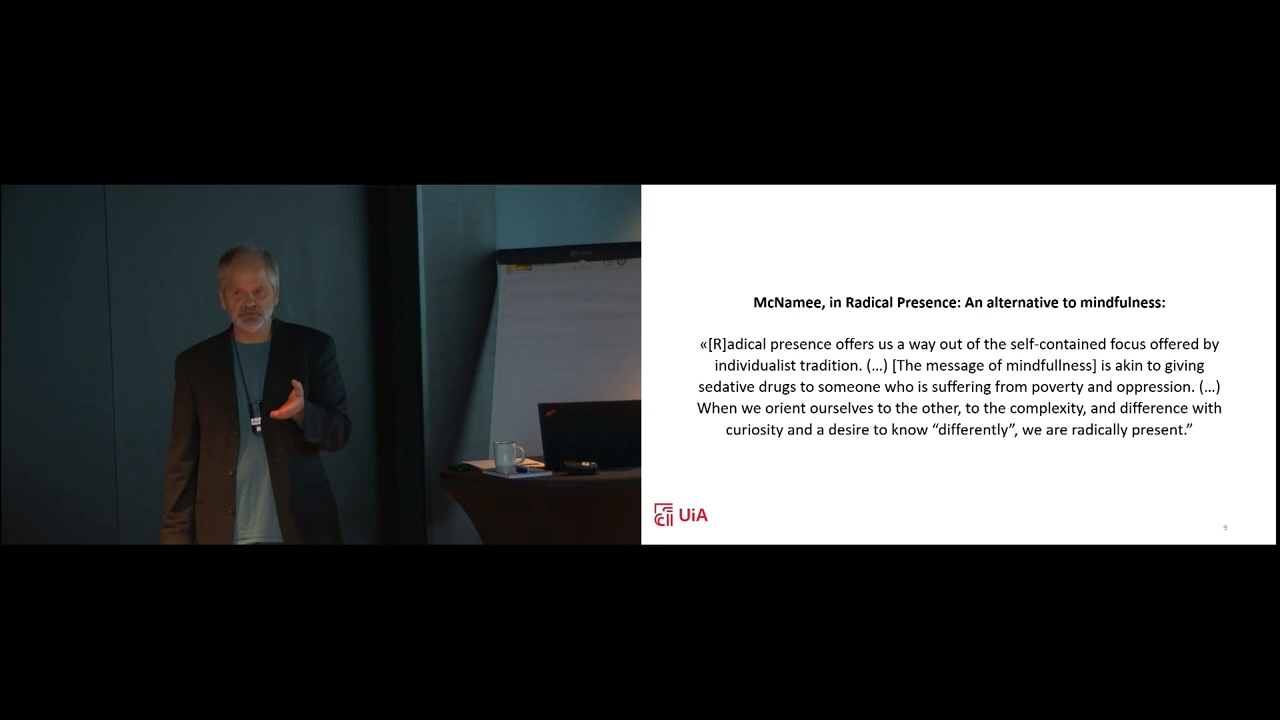 McNamee, in Radical Presence: An alternative to mindfulness:
«[R]adical presence offers us a way out of the self-contained focus offered by
individualist tradition. (…) [The message of mindfullness] is akin to giving
sedative drugs to someone who is suffering from poverty and oppression. (…)
When we orient ourselves to the other, to the complexity, and difference with
curiosity and a desire to know “differently”, we are radically present.”
UiA
9